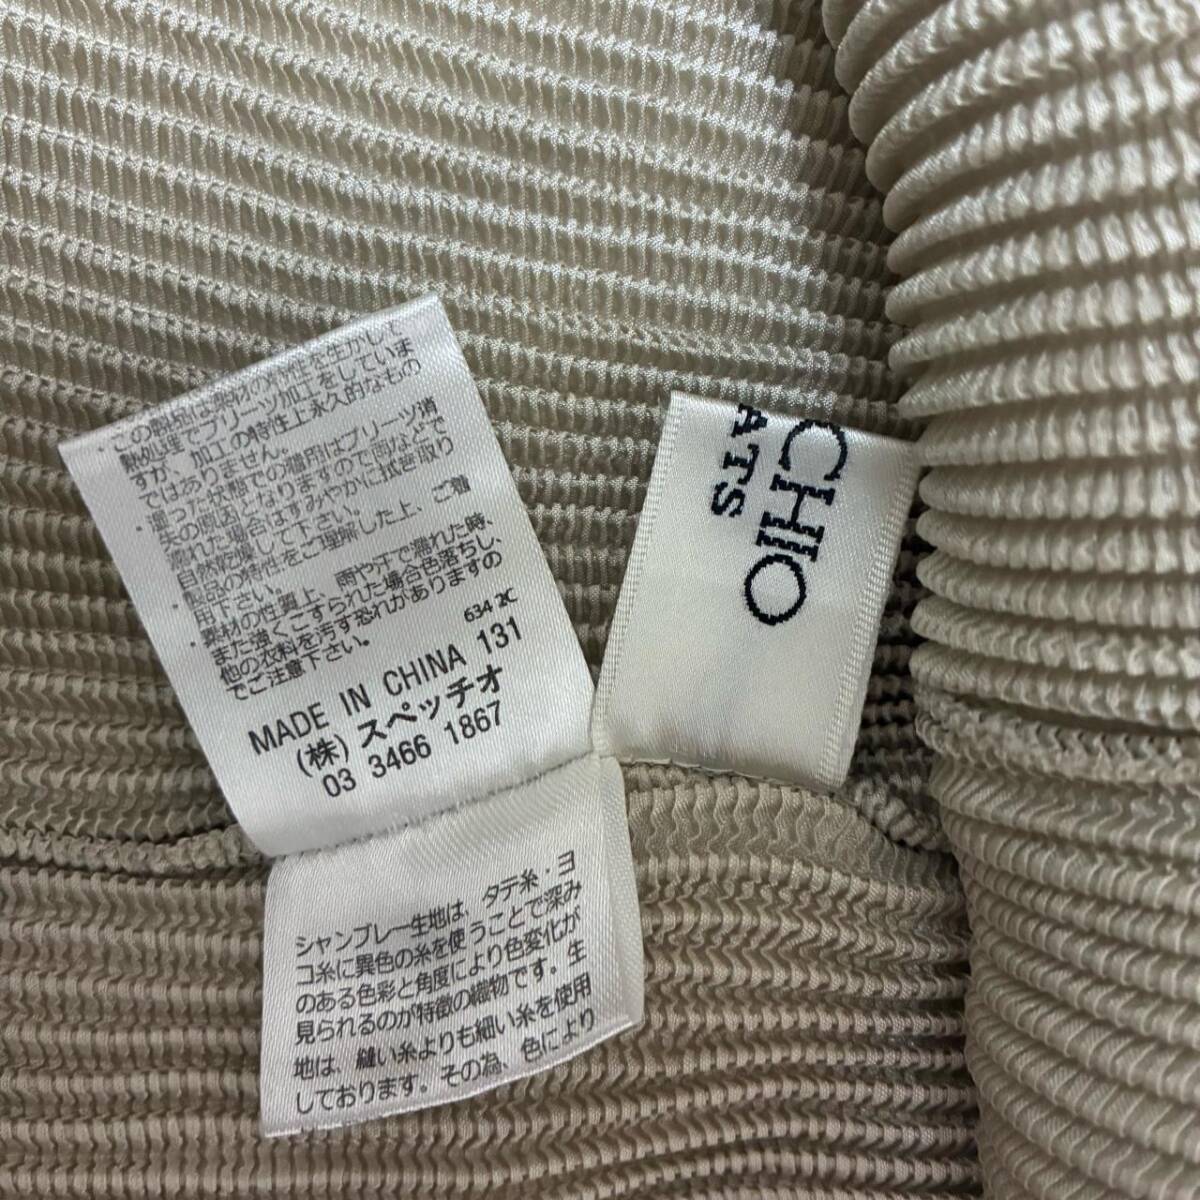 ・この製品は素材の特性を生かして
熱処理でプリーツ加工をしていま
すが、加工の特性上永久的なもの
ではありません。
・湿った状態での着用はプリーツ消
失の原因となりますので雨などで
濡れた場合はすみやかに拭き取り
自然乾燥して下さい。
・製品の特性をご理解した上、ご着
用下さい。
・素材の性質上、雨や汗で濡れた時、
また強くこすられた場合色落ちし、
他の衣料を汚す恐れがありますの
でご注意下さい。
634 2C
MADE IN CHINA 131
(株)スペッチオ
03 3466 1867
CCHIO
ATS
シャンブレー生地は、タテ糸・ヨ
コ糸に異色の糸を使うことで深み
のある色彩と角度により色変化が
見られるのが特徴の織物です。生
地は、縫い糸よりも細い糸を使用
しております。その為、色により